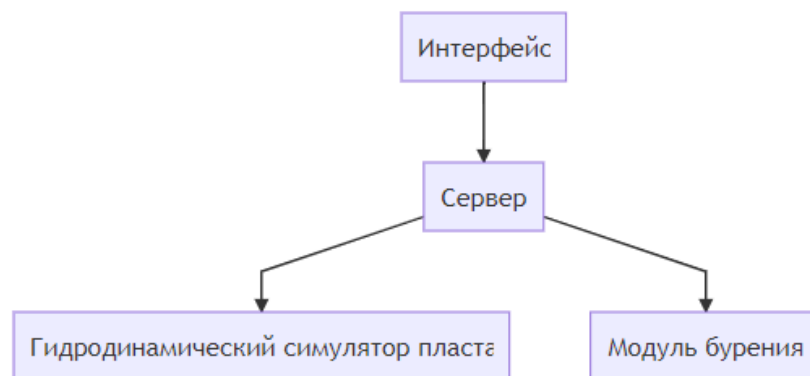 Интерфейс
Сервер
Гидродинамический симулятор пласта
Модуль бурения